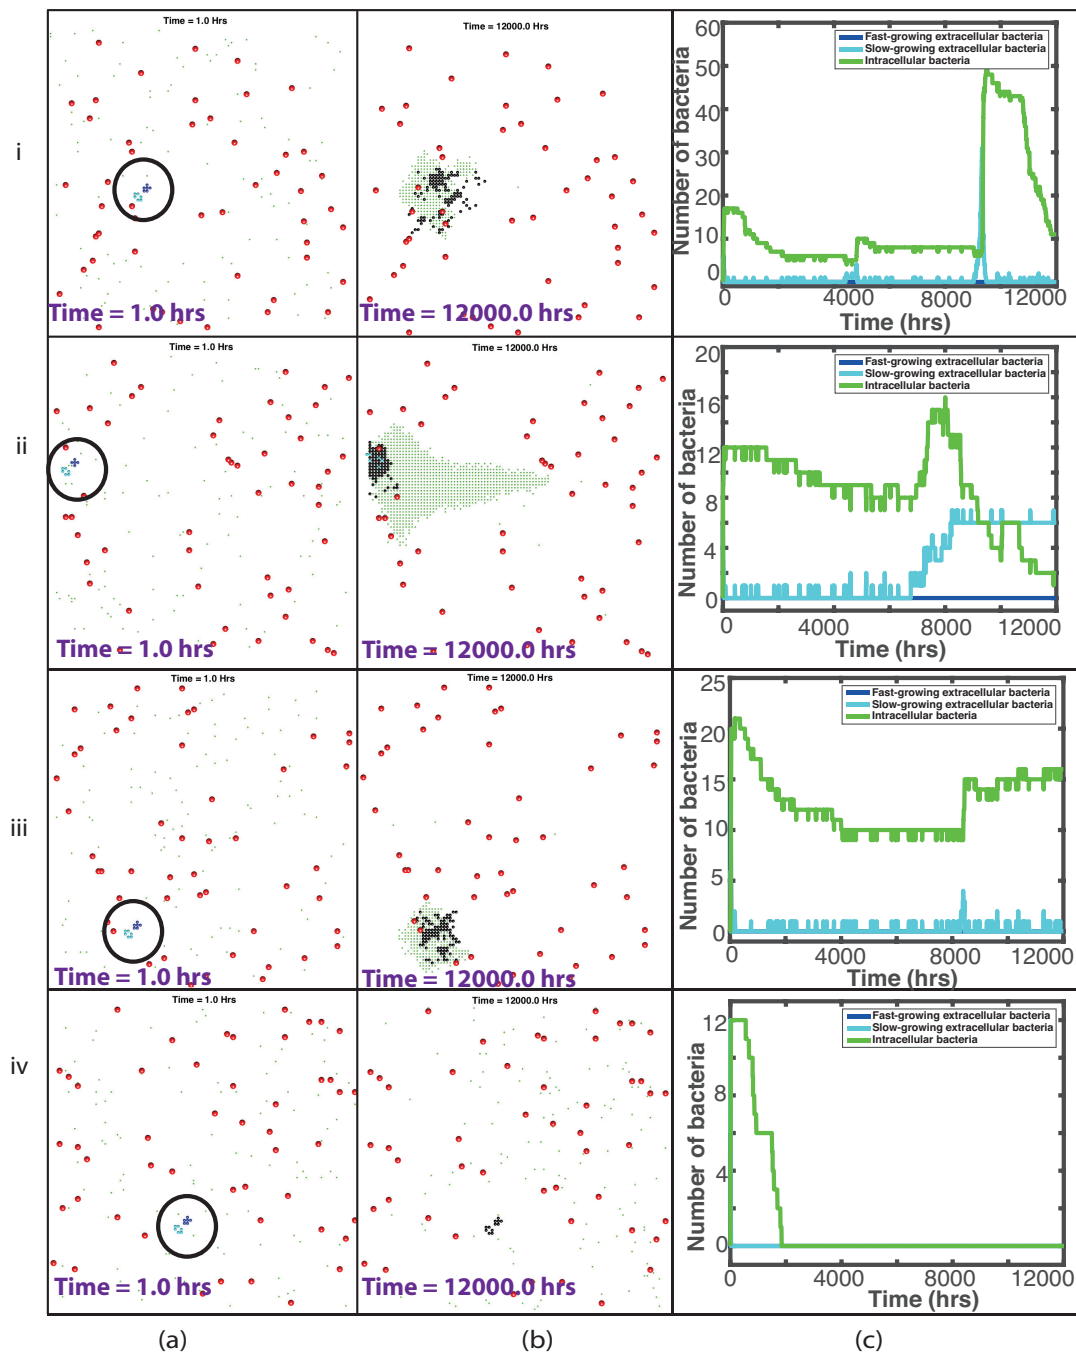 Time = 1.0 Hrs
12000.0 Hrs
i
Time = 1.0 hrs
12000.0 hrs
Number of bacteria
60
50
40
30
20
10
0
Fast-growing extracellular bacteria
Slow-growing extracellular bacteria
Intracellular bacteria
0 4000 8000 12000
Time (hrs)
Time = 1.0 Hrs
12000.0 Hrs
ii
Time = 1.0 hrs
Time = 12000.0 hrs
Number of bacteria
20
16
12
8
4
0
Fast-growing extracellular bacteria
Slow-growing extracellular bacteria
Intracellular bacteria
0 4000 8000 12000
Time (hrs)
Time = 1.0 Hrs
12000.0 Hrs
iii
Time = 1.0 hrs
Time = 12000.0 hrs
Number of bacteria
25
20
15
10
5
0
Fast-growing extracellular bacteria
Slow-growing extracellular bacteria
Intracellular bacteria
0 4000 8000 12000
Time (hrs)
Time = 1.0 Hrs
Time = 12000.0 Hrs
iv
Time = 1.0 hrs
Time = 12000.0 hrs
Number of bacteria
12
8
4
0
Fast-growing extracellular bacteria
Slow-growing extracellular bacteria
Intracellular bacteria
0 4000 8000 12000
Time (hrs)
(a) (b) (c)